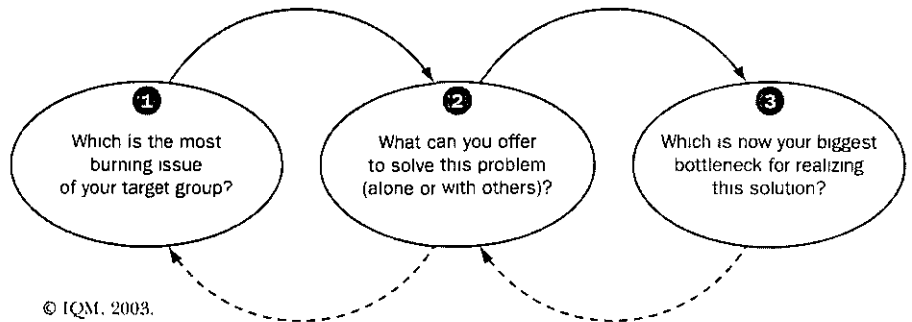 1
Which is the most
burning issue
of your target group?
2
What can you offer
to solve this problem
(alone or with others)?
3
Which is now your biggest
bottleneck for realizing
this solution?
© IQM, 2003.